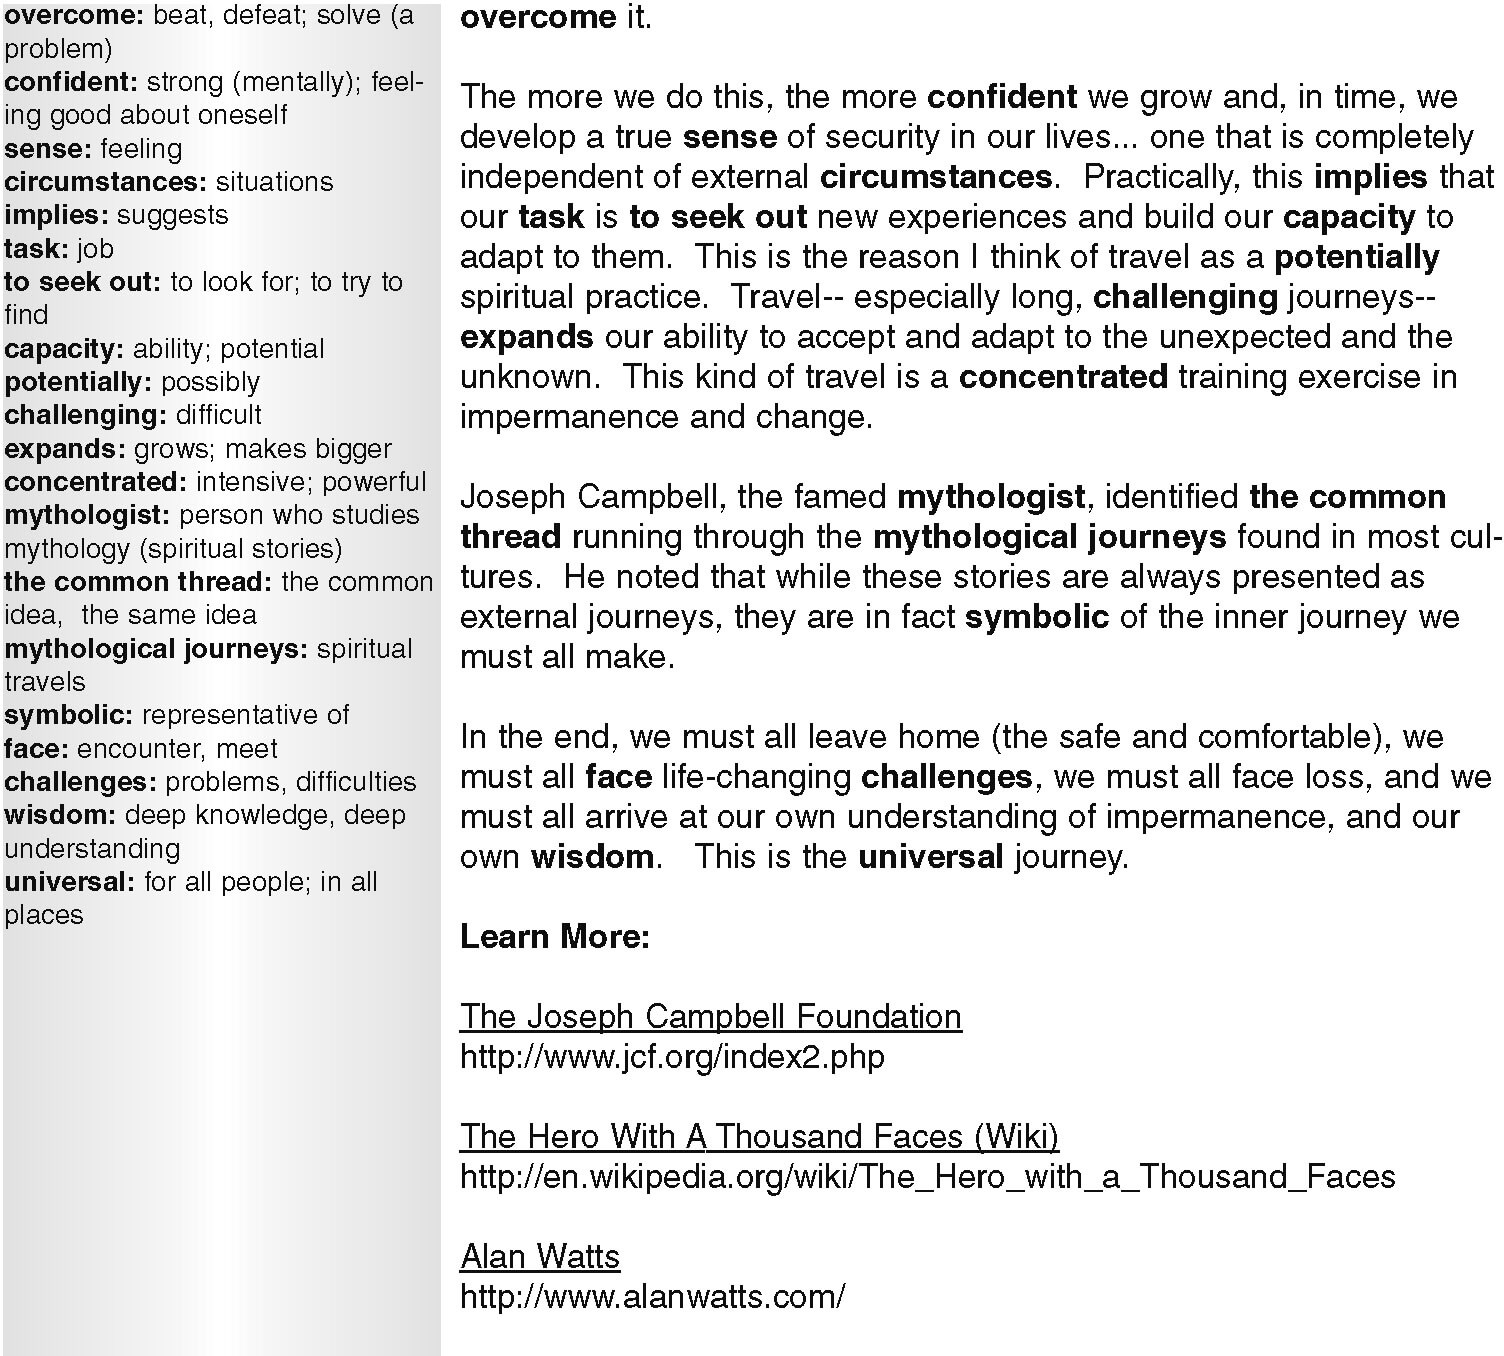 overcome: beat, defeat; solve (a
problem)
confident: strong (mentally); feel-
ing good about oneself
sense: feeling
circumstances: situations
implies: suggests
task: job
to seek out: to look for; to try to
find
capacity: ability; potential
potentially: possibly
challenging: difficult
expands: grows; makes bigger
concentrated: intensive; powerful
mythologist: person who studies
mythology (spiritual stories)
the common thread: the common
idea,  the same idea
mythological journeys: spiritual
travels
symbolic: representative of
face: encounter, meet
challenges: problems, difficulties
wisdom: deep knowledge, deep
understanding
universal: for all people; in all
places
overcome it.
The more we do this, the more confident we grow and, in time, we
develop a true sense of security in our lives... one that is completely
independent of external circumstances.  Practically, this implies that
our task is to seek out new experiences and build our capacity to
adapt to them.  This is the reason I think of travel as a potentially
spiritual practice.  Travel-- especially long, challenging journeys--
expands our ability to accept and adapt to the unexpected and the
unknown.  This kind of travel is a concentrated training exercise in
impermanence and change.
Joseph Campbell, the famed mythologist, identified the common
thread running through the mythological journeys found in most cul-
tures.  He noted that while these stories are always presented as
external journeys, they are in fact symbolic of the inner journey we
must all make.
In the end, we must all leave home (the safe and comfortable), we
must all face life-changing challenges, we must all face loss, and we
must all arrive at our own understanding of impermanence, and our
own wisdom.   This is the universal journey.
Learn More:
The Joseph Campbell Foundation
http://www.jcf.org/index2.php
The Hero With A Thousand Faces (Wiki)
http://en.wikipedia.org/wiki/The_Hero_with_a_Thousand_Faces
Alan Watts
http://www.alanwatts.com/